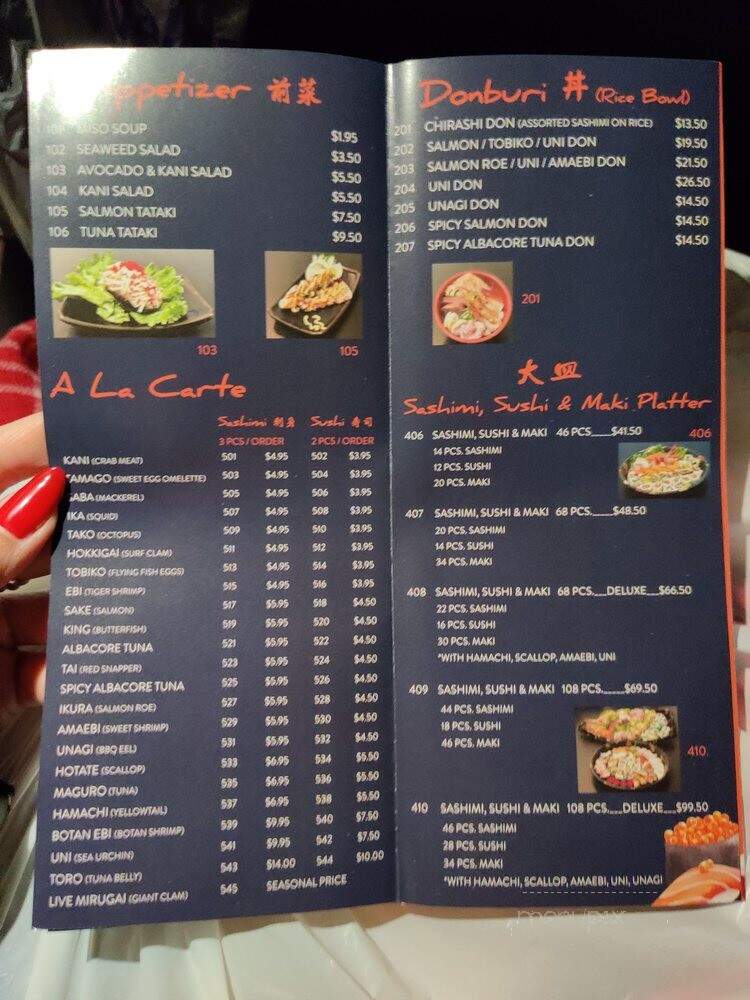 Appetizer 前菜
101 MISO SOUP $1.95
102 SEAWEED SALAD $3.50
103 AVOCADO & KANI SALAD $5.50
104 KANI SALAD $5.50
105 SALMON TATAKI $7.50
106 TUNA TATAKI $9.50
103
105
A La Carte
Sashimi 刺身 Sushi 寿司
3 PCS / ORDER 2 PCS / ORDER
KANI (CRAB MEAT) 501 $4.95 502 $3.95
TAMAGO (SWEET EGG OMELETTE) 503 $4.95 504 $3.95
SABA (MACKEREL) 505 $4.95 506 $3.95
IKA (SQUID) 507 $4.95 508 $3.95
TAKO (OCTOPUS) 509 $4.95 510 $3.95
HOKKIGAI (SURF CLAM) 511 $4.95 512 $3.95
TOBIKO (FLYING FISH EGGS) 513 $4.95 514 $3.95
EBI (TIGER SHRIMP) 515 $4.95 516 $3.95
SAKE (SALMON) 517 $5.95 518 $4.50
KING (BUTTERFISH) 519 $5.95 520 $4.50
ALBACORE TUNA 521 $5.95 522 $4.50
TAI (RED SNAPPER) 523 $5.95 524 $4.50
SPICY ALBACORE TUNA 525 $5.95 526 $4.50
IKURA (SALMON ROE) 527 $5.95 528 $4.50
AMAEBI (SWEET SHRIMP) 529 $5.95 530 $4.50
UNAGI (BBQ EEL) 531 $5.95 532 $4.50
HOTATE (SCALLOP) 533 $6.95 534 $5.50
MAGURO (TUNA) 535 $6.95 536 $5.50
HAMACHI (YELLOWTAIL) 537 $6.95 538 $5.50
BOTAN EBI (BOTAN SHRIMP) 539 $9.95 540 $7.50
UNI (SEA URCHIN) 541 $9.95 542 $7.50
TORO (TUNA BELLY) 543 $14.00 544 $10.00
LIVE MIRUGAI (GIANT CLAM) 545 SEASONAL PRICE
Donburi 丼 (Rice Bowl)
201 CHIRASHI DON (ASSORTED SASHIMI ON RICE) $13.50
202 SALMON / TOBIKO / UNI DON $19.50
203 SALMON ROE / UNI / AMAEBI DON $21.50
204 UNI DON $26.50
205 UNAGI DON $14.50
206 SPICY SALMON DON $14.50
207 SPICY ALBACORE TUNA DON $14.50
201
大皿
Sashimi, Sushi & Maki Platter
406 SASHIMI, SUSHI & MAKI 46 PCS.___$41.50 406
14 PCS. SASHIMI
12 PCS. SUSHI
20 PCS. MAKI
407 SASHIMI, SUSHI & MAKI 68 PCS.____$48.50
20 PCS. SASHIMI
14 PCS. SUSHI
34 PCS. MAKI
408 SASHIMI, SUSHI & MAKI 68 PCS.___DELUXE___$66.50
22 PCS. SASHIMI
16 PCS. SUSHI
30 PCS. MAKI
*WITH HAMACHI, SCALLOP, AMAEBI, UNI
409 SASHIMI, SUSHI & MAKI 108 PCS._____$69.50
44 PCS. SASHIMI
18 PCS. SUSHI
46 PCS. MAKI
410
410 SASHIMI, SUSHI & MAKI 108 PCS.___DELUXE___$99.50
46 PCS. SASHIMI
28 PCS. SUSHI
34 PCS. MAKI
*WITH HAMACHI, SCALLOP, AMAEBI, UNI, UNAGI